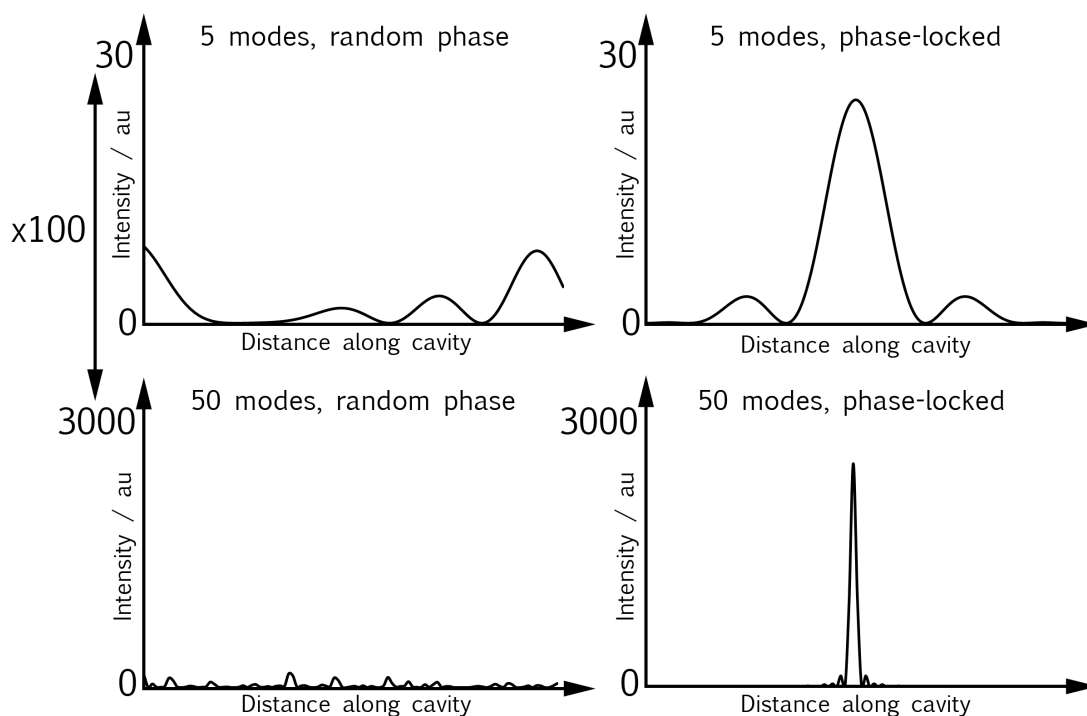 5 modes, random phase
30
Intensity / au
0
Distance along cavity
5 modes, phase-locked
30
Intensity / au
0
Distance along cavity
x100
50 modes, random phase
3000
Intensity / au
0
Distance along cavity
50 modes, phase-locked
3000
Intensity / au
0
Distance along cavity